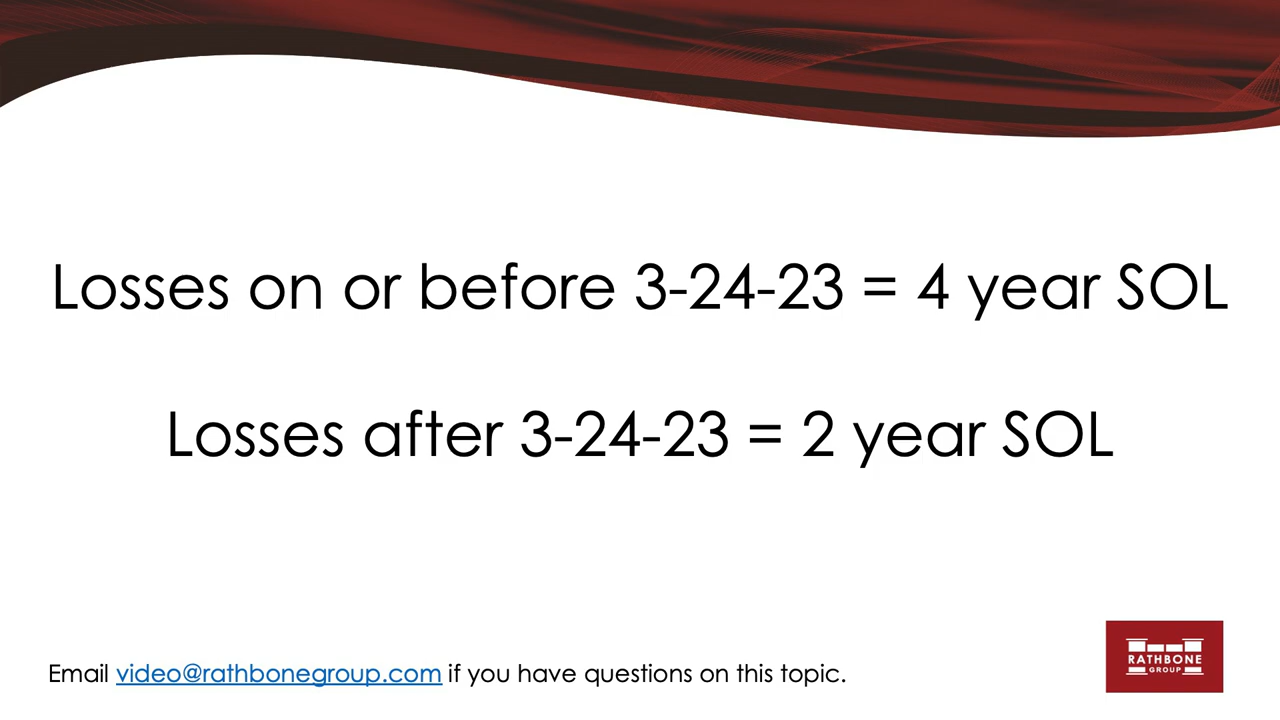 Losses on or before 3-24-23 = 4 year SOL
Losses after 3-24-23 = 2 year SOL
Email video@rathbonegroup.com if you have questions on this topic.
RATHBONE
GROUP